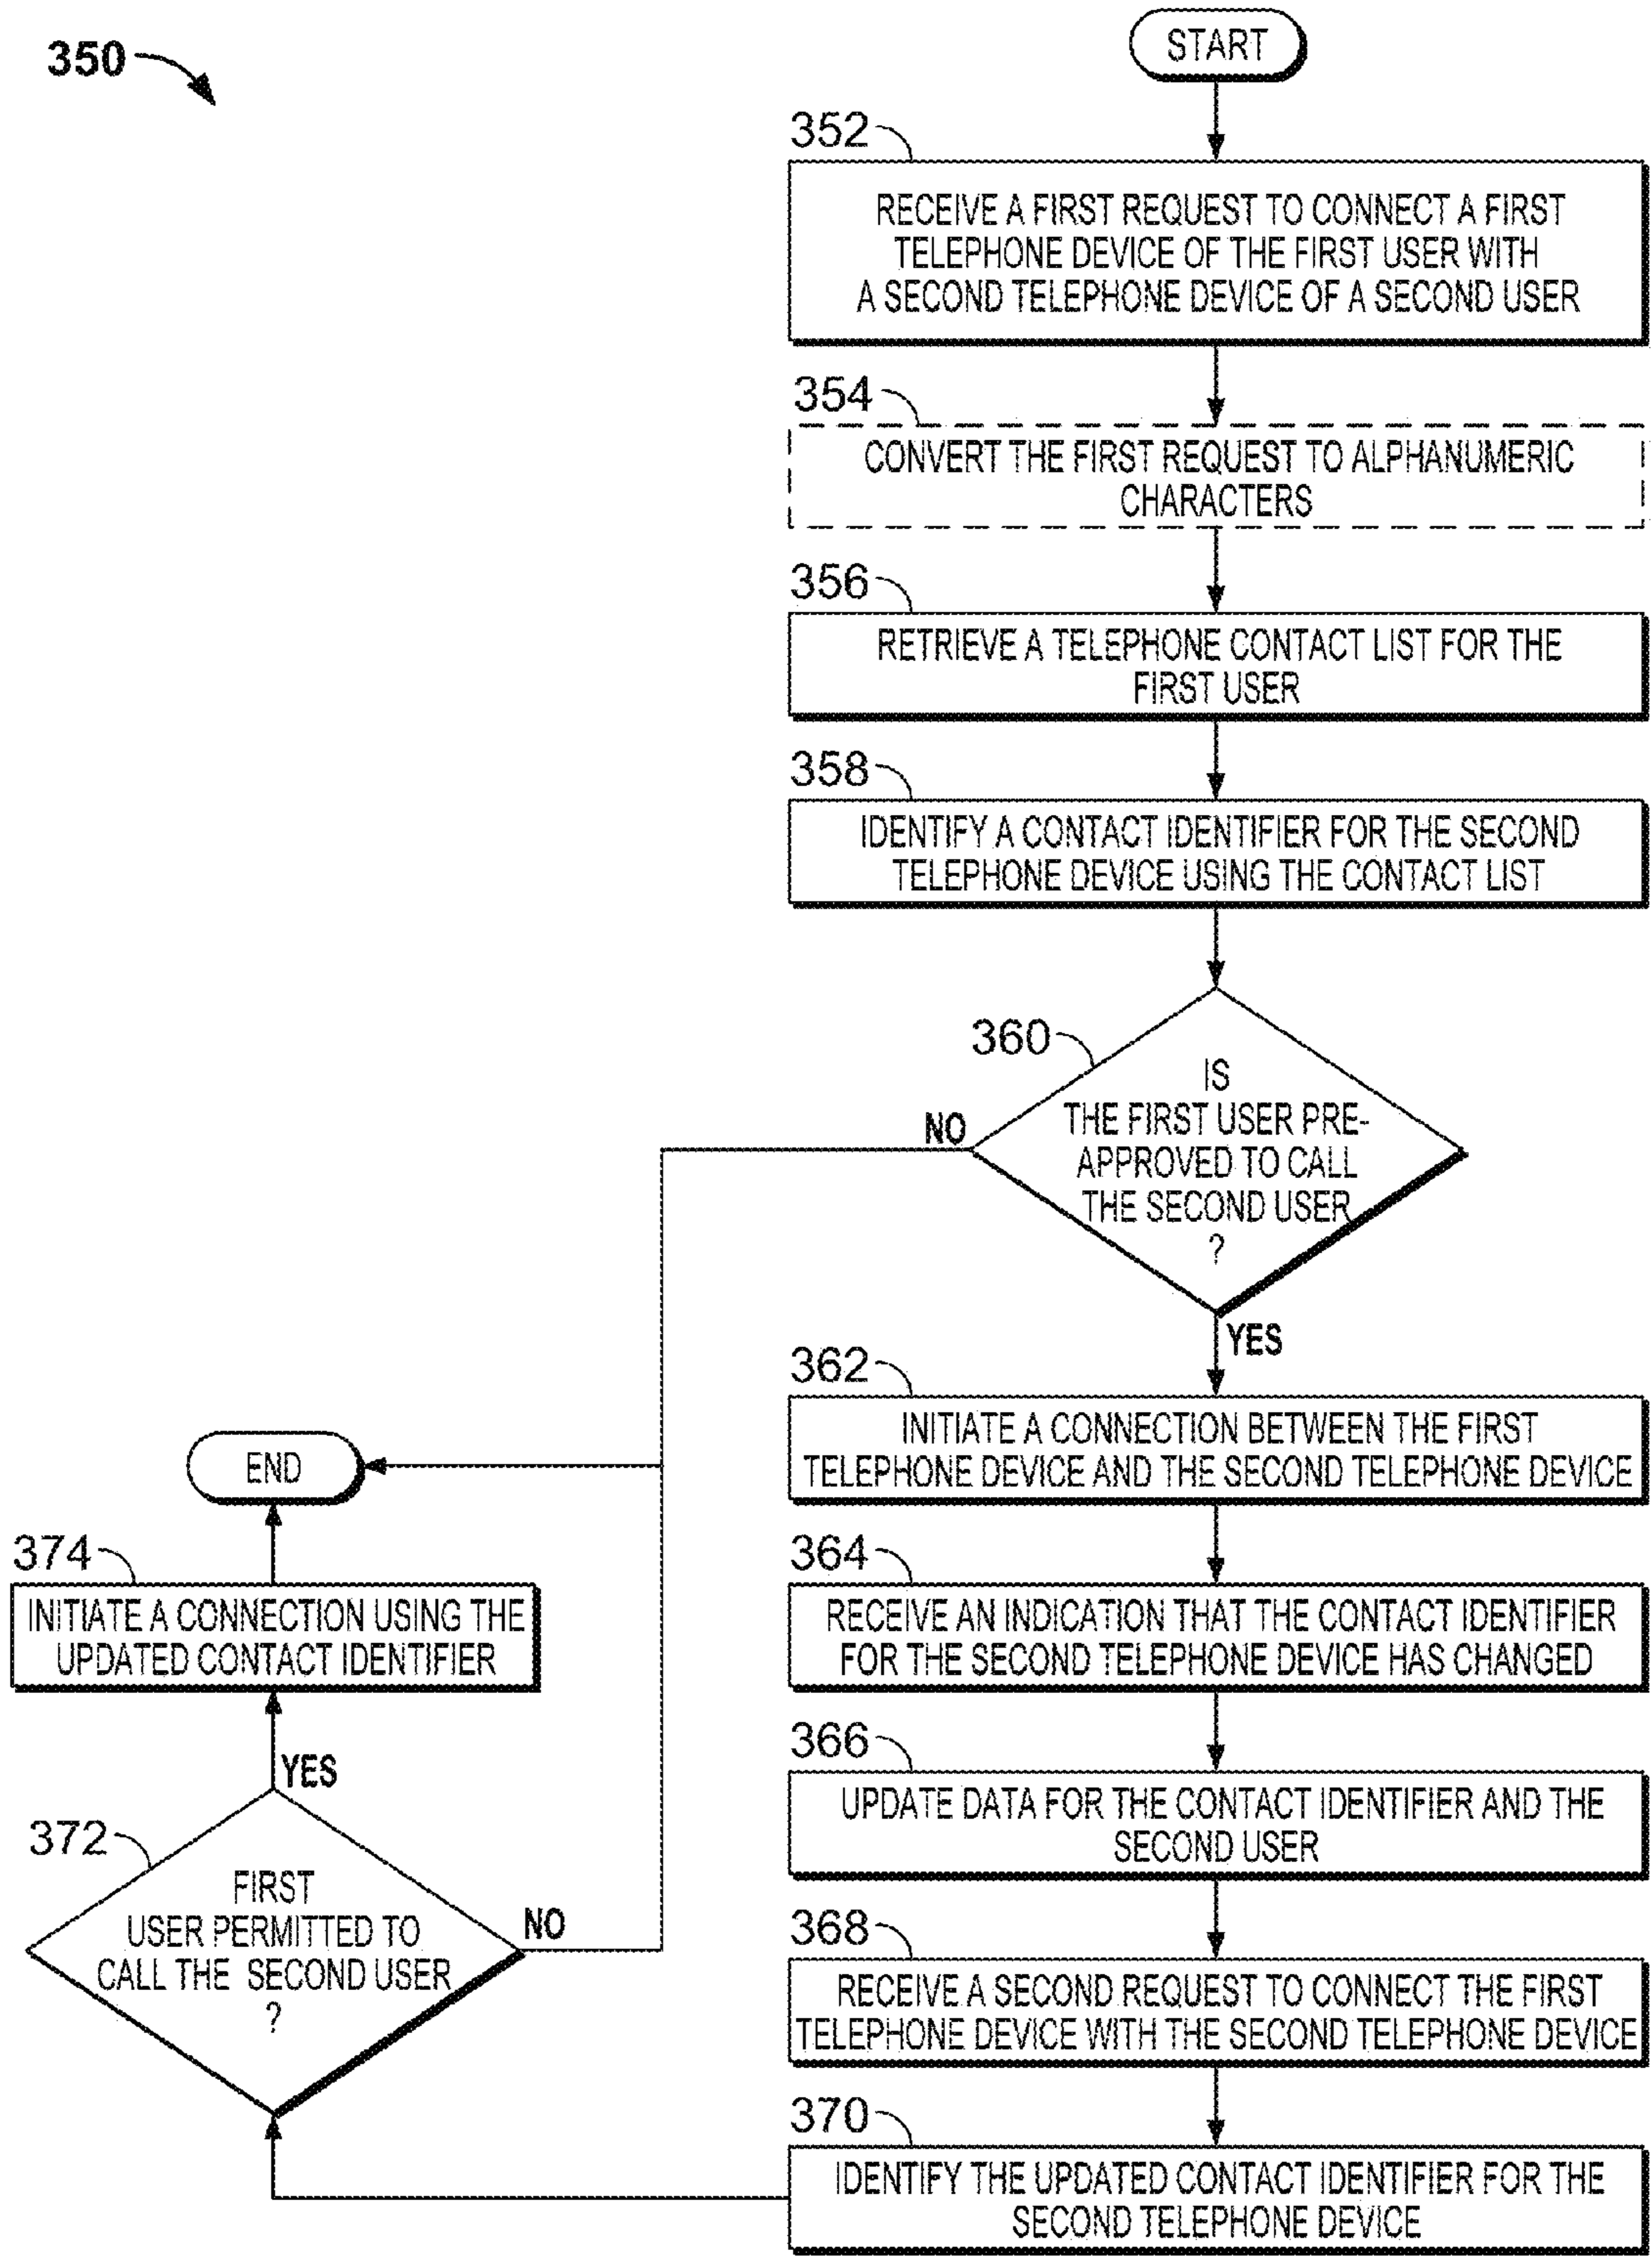 350
START
352
RECEIVE A FIRST REQUEST TO CONNECT A FIRST
TELEPHONE DEVICE OF THE FIRST USER WITH
A SECOND TELEPHONE DEVICE OF A SECOND USER
354
CONVERT THE FIRST REQUEST TO ALPHANUMERIC
CHARACTERS
356
RETRIEVE A TELEPHONE CONTACT LIST FOR THE
FIRST USER
358
IDENTIFY A CONTACT IDENTIFIER FOR THE SECOND
TELEPHONE DEVICE USING THE CONTACT LIST
360
IS
THE FIRST USER PRE-
APPROVED TO CALL
THE SECOND USER
?
NO
YES
362
INITIATE A CONNECTION BETWEEN THE FIRST
TELEPHONE DEVICE AND THE SECOND TELEPHONE DEVICE
364
RECEIVE AN INDICATION THAT THE CONTACT IDENTIFIER
FOR THE SECOND TELEPHONE DEVICE HAS CHANGED
366
UPDATE DATA FOR THE CONTACT IDENTIFIER AND THE
SECOND USER
368
RECEIVE A SECOND REQUEST TO CONNECT THE FIRST
TELEPHONE DEVICE WITH THE SECOND TELEPHONE DEVICE
370
IDENTIFY THE UPDATED CONTACT IDENTIFIER FOR THE
SECOND TELEPHONE DEVICE
372
FIRST
USER PERMITTED TO
CALL THE SECOND USER
?
NO
YES
374
INITIATE A CONNECTION USING THE
UPDATED CONTACT IDENTIFIER
END